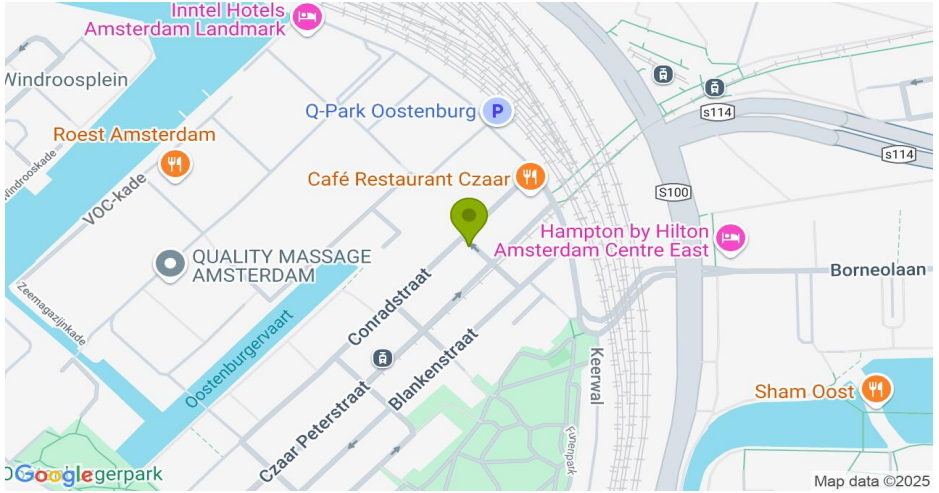 Inntel Hotels
Amsterdam Landmark
Windroosplein
Q-Park Oostenburg
P
s114
Roest Amsterdam
s114
Windrooskade
VOC-kade
Café Restaurant Czaar
S100
Hampton by Hilton
Amsterdam Centre East
QUALITY MASSAGE
AMSTERDAM
Borneolaan
Zeemagazijnkade
Conradstraat
Oostenburgervaart
Blankenstraat
Keerwal
Czaar Peterstraat
Sham Oost
Funenpark
Google
Map data ©2025